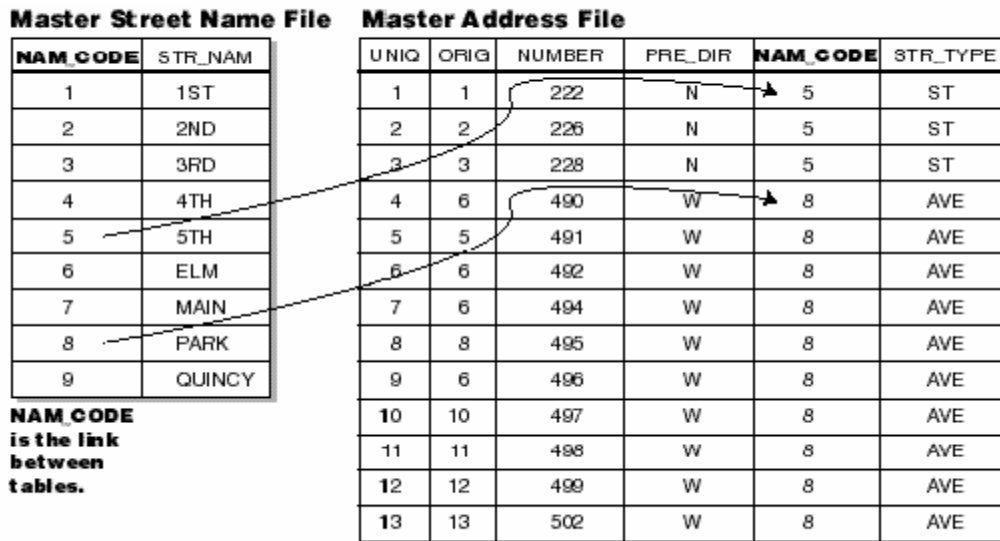 Master Street Name File
NAM_CODE STR_NAM
1 1ST
2 2ND
3 3RD
4 4TH
5 5TH
6 ELM
7 MAIN
8 PARK
9 QUINCY
NAM_CODE
is the link
between
tables.
Master Address File
UNIQ ORIG NUMBER PRE_DIR NAM_CODE STR_TYPE
1 1 222 N 5 ST
2 2 226 N 5 ST
3 3 228 N 5 ST
4 6 490 W 8 AVE
5 5 491 W 8 AVE
6 6 492 W 8 AVE
7 6 494 W 8 AVE
8 8 495 W 8 AVE
9 6 496 W 8 AVE
10 10 497 W 8 AVE
11 11 498 W 8 AVE
12 12 499 W 8 AVE
13 13 502 W 8 AVE